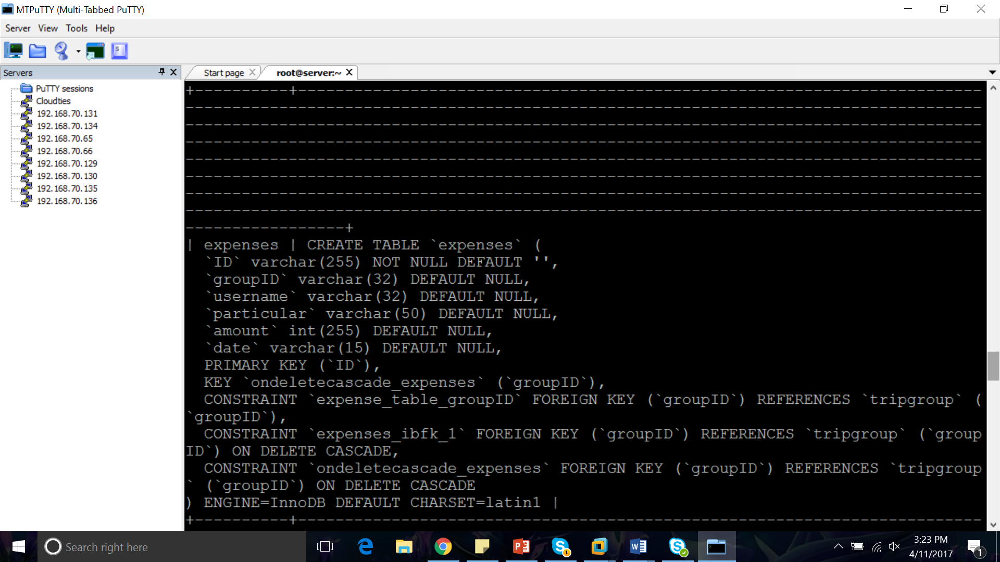 MTPuTTY (Multi-Tabbed PuTTY)
Server View Tools Help
Servers
Start page
root@server:~
PuTTY sessions
Cloudties
192.168.70.131
192.168.70.134
192.168.70.65
192.168.70.66
192.168.70.129
192.168.70.130
192.168.70.135
192.168.70.136
+----------+-------------------------------------------------------------------------
-------------------------------------------------------------------------------------
-------------------------------------------------------------------------------------
-------------------------------------------------------------------------------------
-------------------------------------------------------------------------------------
-------------------------------------------------------------------------------------
-------------------------------------------------------------------------------------
-------------------------------------------------------------------------------------
-----------------+
| expenses | CREATE TABLE `expenses` (
`ID` varchar(255) NOT NULL DEFAULT '',
`groupID` varchar(32) DEFAULT NULL,
`username` varchar(32) DEFAULT NULL,
`particular` varchar(50) DEFAULT NULL,
`amount` int(255) DEFAULT NULL,
`date` varchar(15) DEFAULT NULL,
PRIMARY KEY (`ID`),
KEY `ondeletecascade_expenses` (`groupID`),
CONSTRAINT `expense_table_groupID` FOREIGN KEY (`groupID`) REFERENCES `tripgroup` (
`groupID`),
CONSTRAINT `expenses_ibfk_1` FOREIGN KEY (`groupID`) REFERENCES `tripgroup` (`group
ID`) ON DELETE CASCADE,
CONSTRAINT `ondeletecascade_expenses` FOREIGN KEY (`groupID`) REFERENCES `tripgroup
` (`groupID`) ON DELETE CASCADE
) ENGINE=InnoDB DEFAULT CHARSET=latin1 |
+----------+-------------------------------------------------------------------------
Search right here
3:23 PM
4/11/2017
1